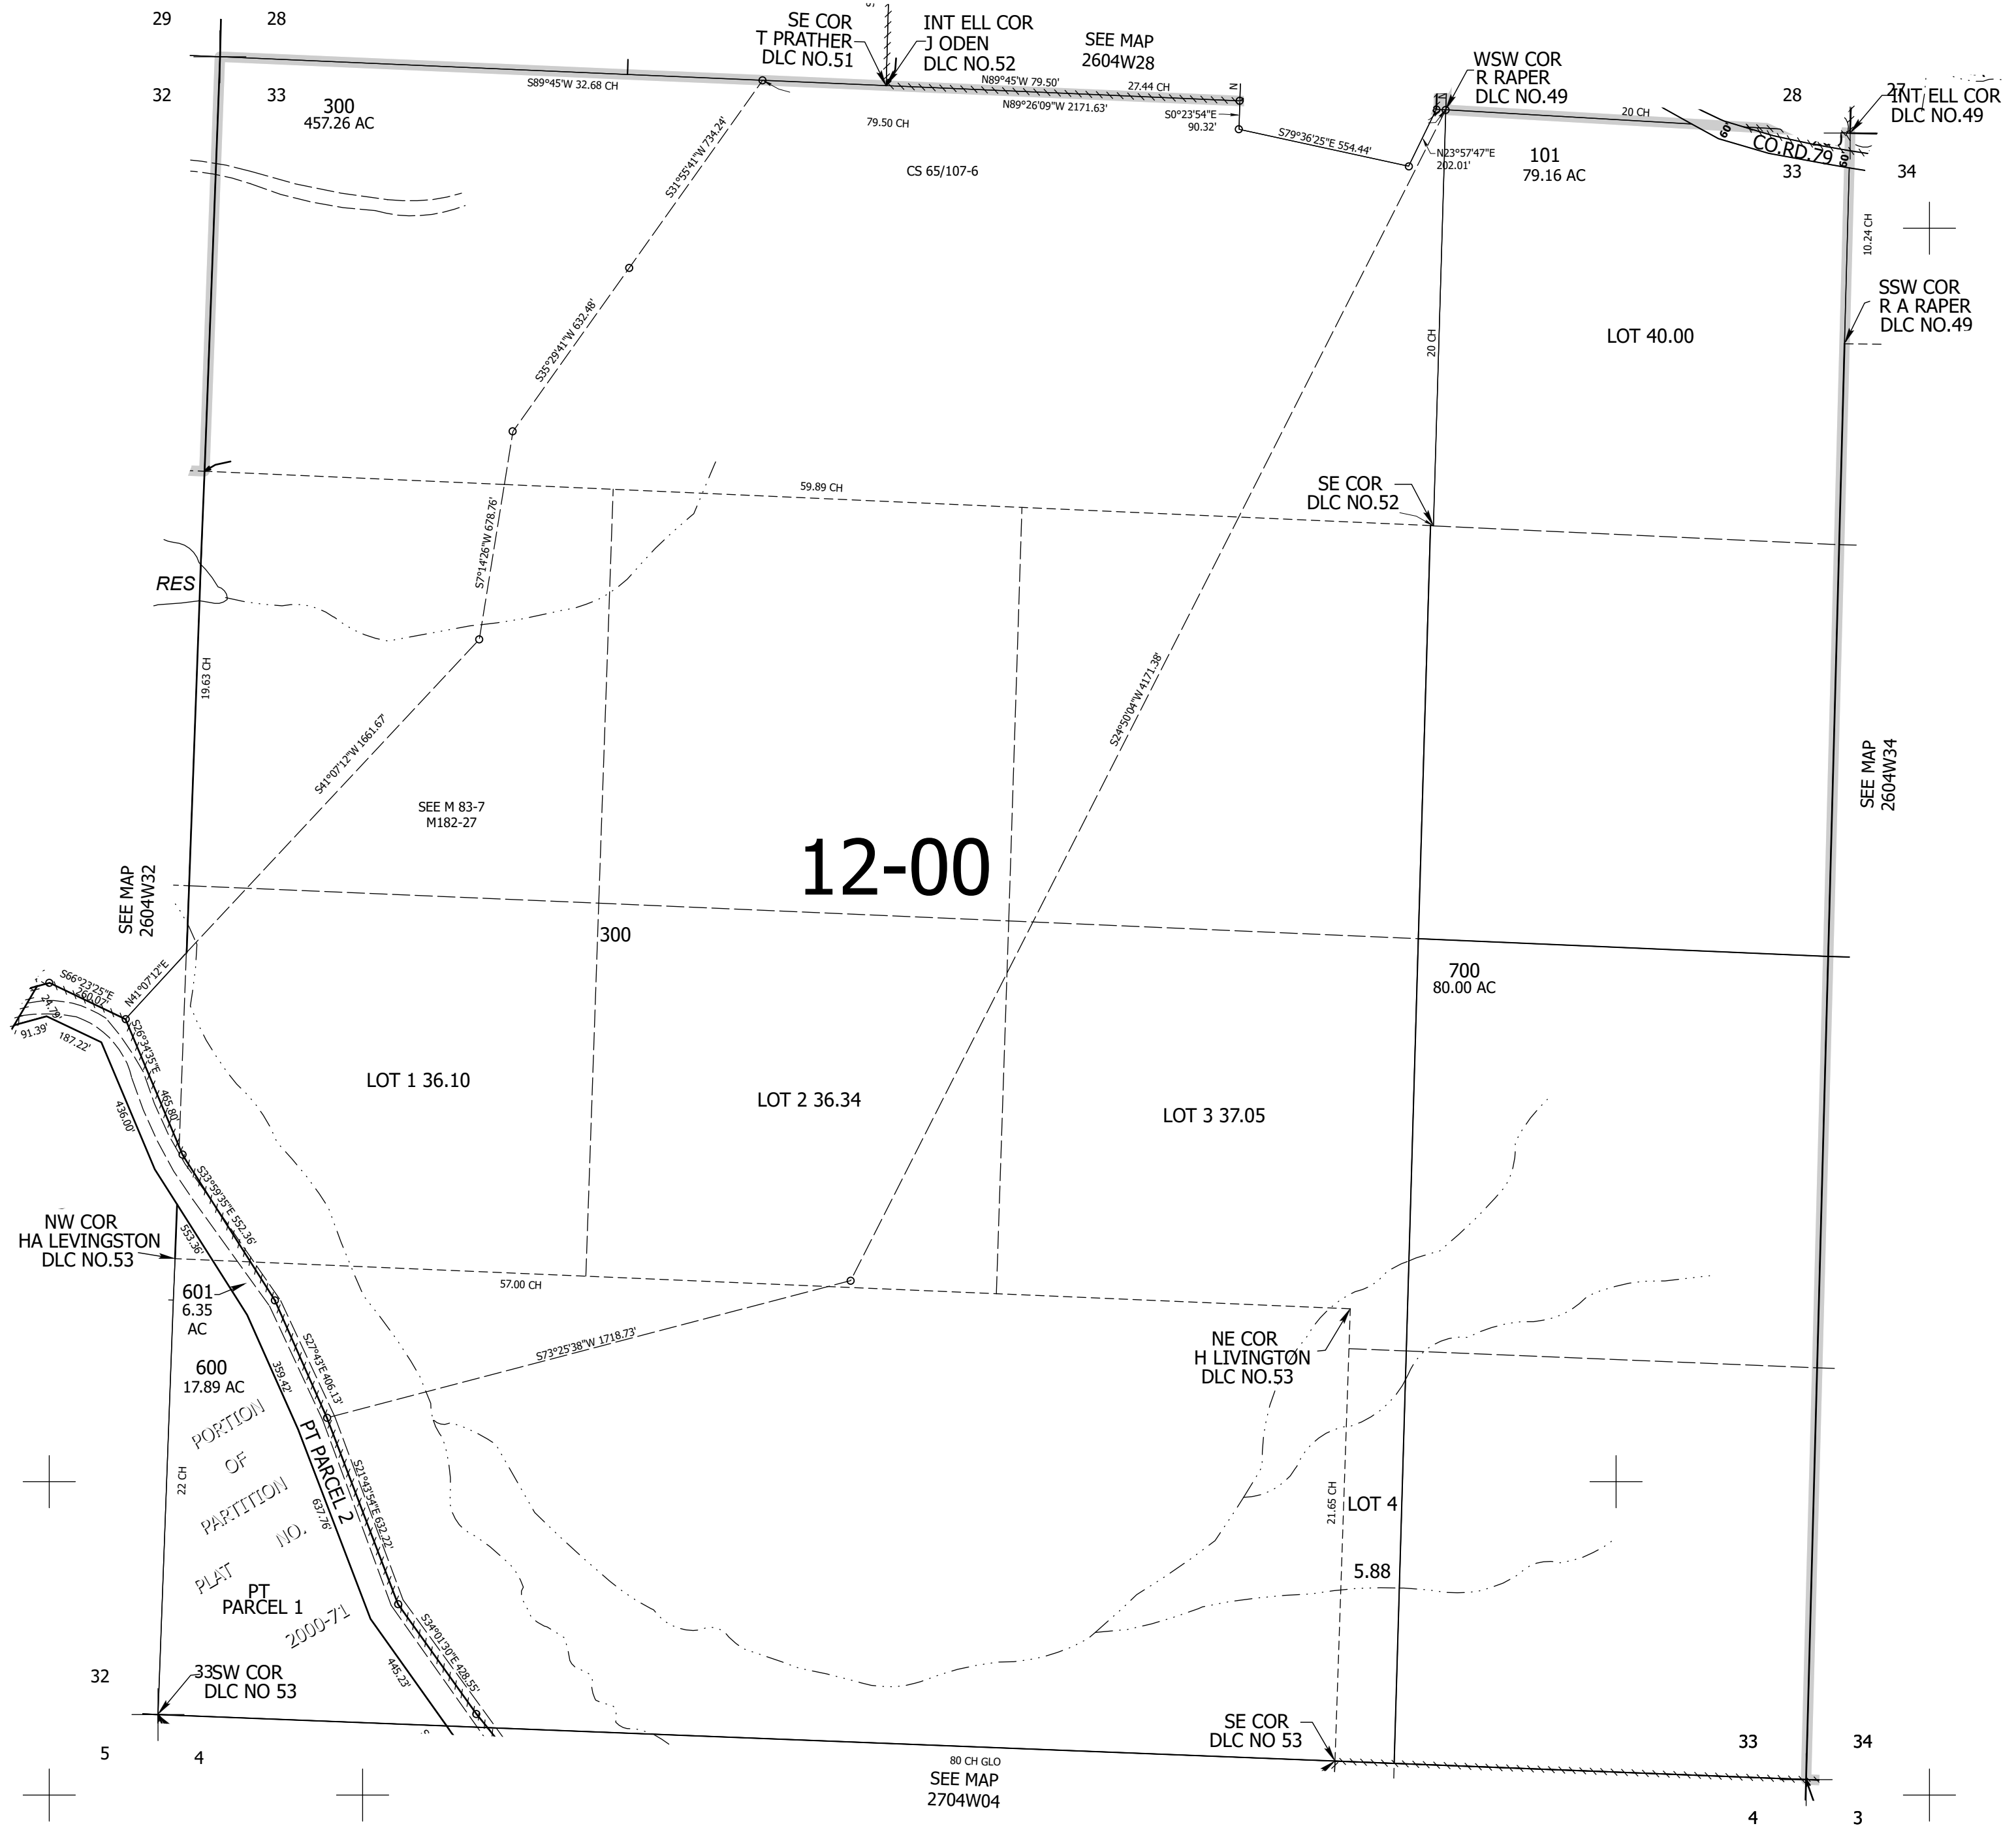 29
28
32
33
300
457.26 AC
S89°45'W 32.68 CH
SE COR
T PRATHER
DLC NO.51
INT ELL COR
J ODEN
DLC NO.52
SEE MAP
2604W28
N89°45'W 79.50'
27.44 CH
N89°26'09"W 2171.63'
79.50 CH
N
S0°23'54"E
90.32'
S79°36'25"E 554.44'
CS 65/107-6
WSW COR
R RAPER
DLC NO.49
N23°57'47"E
202.01'
20 CH
101
79.16 AC
28
27
INT ELL COR
DLC NO.49
60'
CO.RD.79
60'
33
34
10.24 CH
SSW COR
R A RAPER
DLC NO.49
LOT 40.00
20 CH
S31°55'41"W 734.24'
S35°29'41"W 632.48'
S7°14'26"W 678.76'
59.89 CH
SE COR
DLC NO.52
RES
19.63 CH
S41°07'12"W 1661.67'
S24°50'04"W 4171.38'
SEE M 83-7
M182-27
12-00
SEE MAP
2604W34
SEE MAP
2604W32
300
700
80.00 AC
N41°07'12"E
S66°23'25"E
260.07'
24.79'
91.39'
187.22'
S26°34'35"E
465.80'
436.00'
LOT 1 36.10
LOT 2 36.34
LOT 3 37.05
S33°59'35"E 552.36'
553.36'
NW COR
HA LEVINGSTON
DLC NO.53
57.00 CH
601
6.35
AC
S27°43'E 406.13'
359.42'
S73°25'38"W 1718.73'
NE COR
H LIVINGTON
DLC NO.53
600
17.89 AC
PORTION
OF
PARTITION
NO.
PLAT
2000-71
PT PARCEL 2
S21°43'54"E 632.22'
637.76'
22 CH
21.65 CH
LOT 4
5.88
PT
PARCEL 1
S34°01'30"E 428.55'
445.23'
32
33
SW COR
DLC NO 53
SE COR
DLC NO 53
5
4
80 CH GLO
SEE MAP
2704W04
33
34
4
3